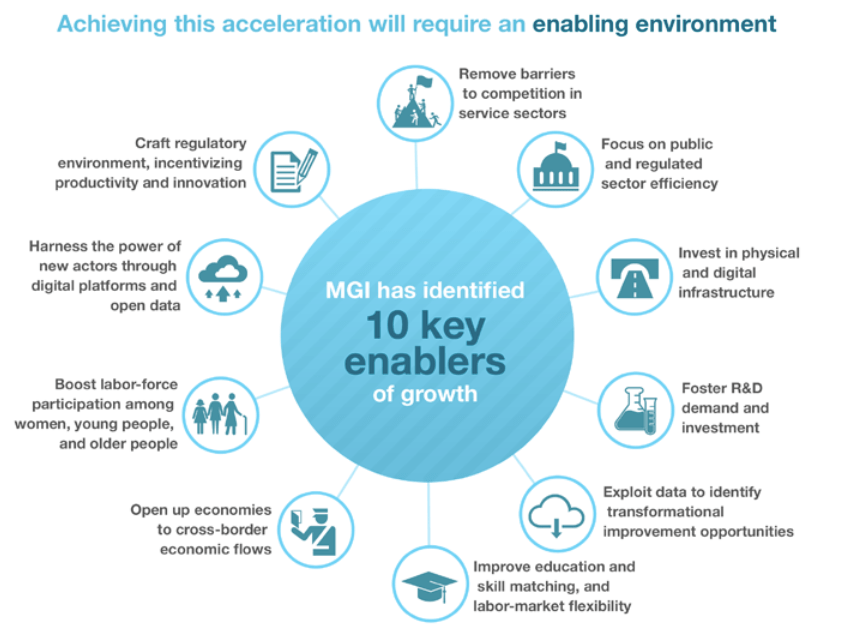 Achieving this acceleration will require an enabling environment
Remove barriers
to competition in
service sectors
Focus on public
and regulated
sector efficiency
Invest in physical
and digital
infrastructure
Foster R&D
demand and
investment
Exploit data to identify
transformational
improvement opportunities
Improve education and
skill matching, and
labor-market flexibility
Open up economies
to cross-border
economic flows
Boost labor-force
participation among
women, young people,
and older people
Harness the power of
new actors through
digital platforms and
open data
Craft regulatory
environment, incentivizing
productivity and innovation
MGI has identified
10 key
enablers
of growth